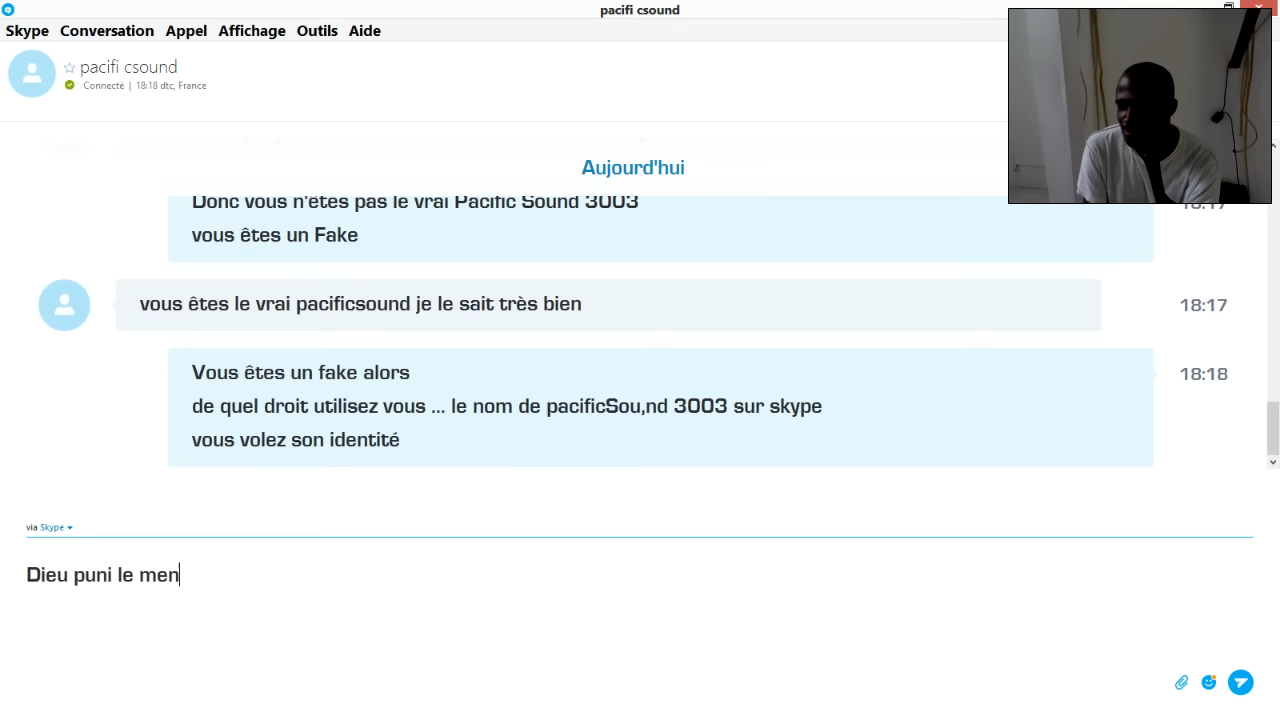 pacifi csound
Skype Conversation Appel Affichage Outils Aide
pacifi csound
Connecté | 18:18 dtc, France
Aujourd'hui
Donc vous n'êtes pas le vrai Pacific Sound 3003
18:17
vous êtes un Fake
vous êtes le vrai pacificsound je le sait très bien
18:17
Vous êtes un fake alors
18:18
de quel droit utilisez vous ... le nom de pacificSou,nd 3003 sur skype
vous volez son identité
via Skype
Dieu puni le men